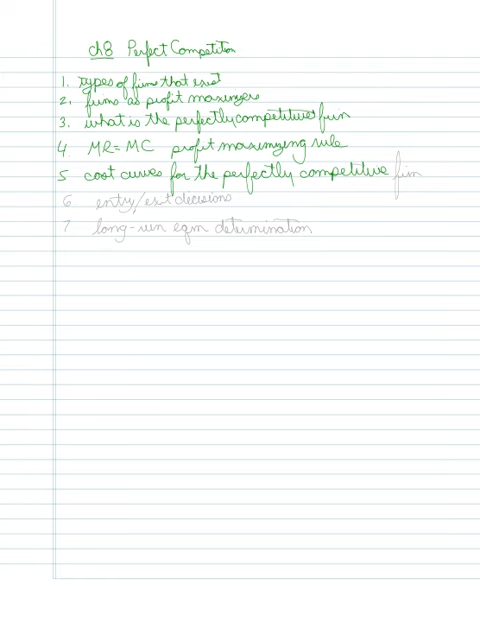 ch8 Perfect Competition
1. types of firms that exist
2. firms as profit maximizers
3. what is the perfectly competitive firm
4 MR = MC profit maximizing rule
5 cost curves for the perfectly competitive firm
6 entry/exit decisions
7 long-run eqm determination